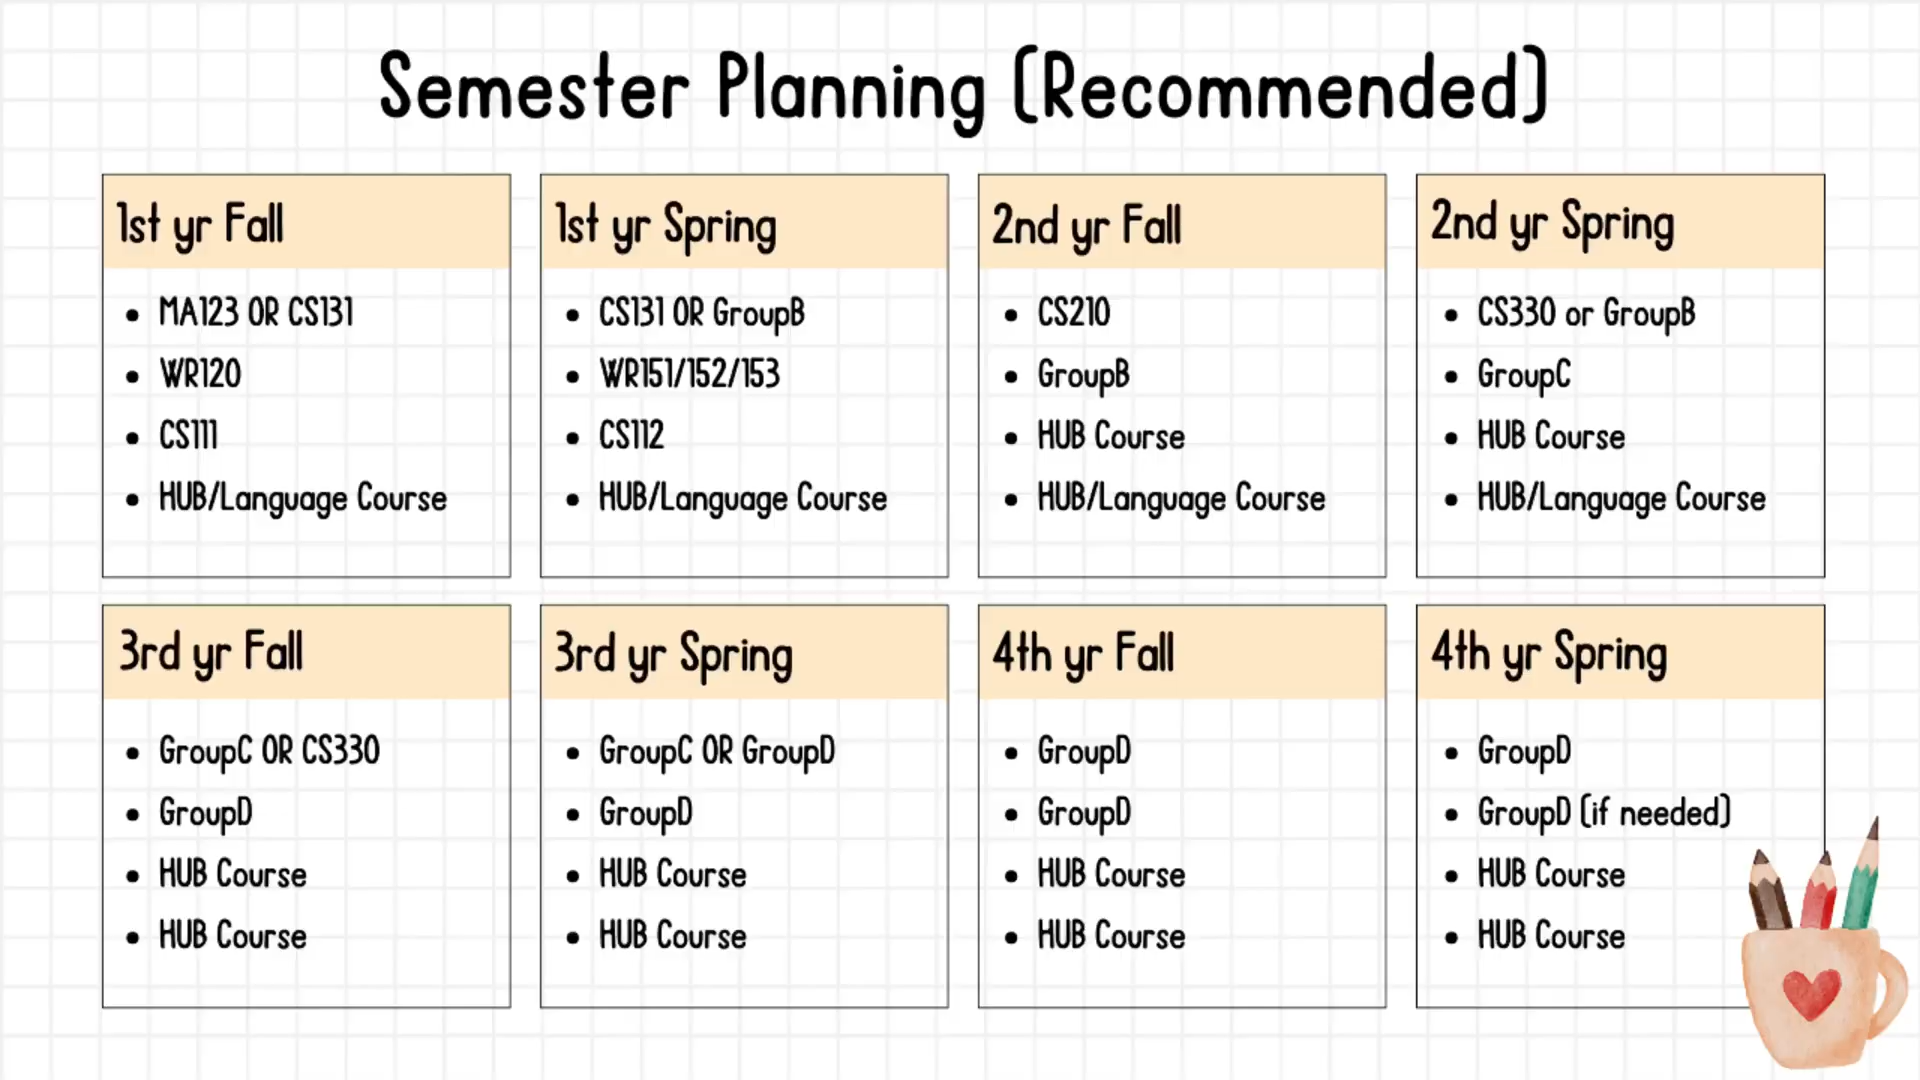 Semester Planning (Recommended)
1st yr Fall
MA123 OR CS131
WR120
CS111
HUB/Language Course
1st yr Spring
CS131 OR GroupB
WR151/152/153
CS112
HUB/Language Course
2nd yr Fall
CS210
GroupB
HUB Course
HUB/Language Course
2nd yr Spring
CS330 or GroupB
GroupC
HUB Course
HUB/Language Course
3rd yr Fall
GroupC OR CS330
GroupD
HUB Course
HUB Course
3rd yr Spring
GroupC OR GroupD
GroupD
HUB Course
HUB Course
4th yr Fall
GroupD
GroupD
HUB Course
HUB Course
4th yr Spring
GroupD
GroupD (if needed)
HUB Course
HUB Course